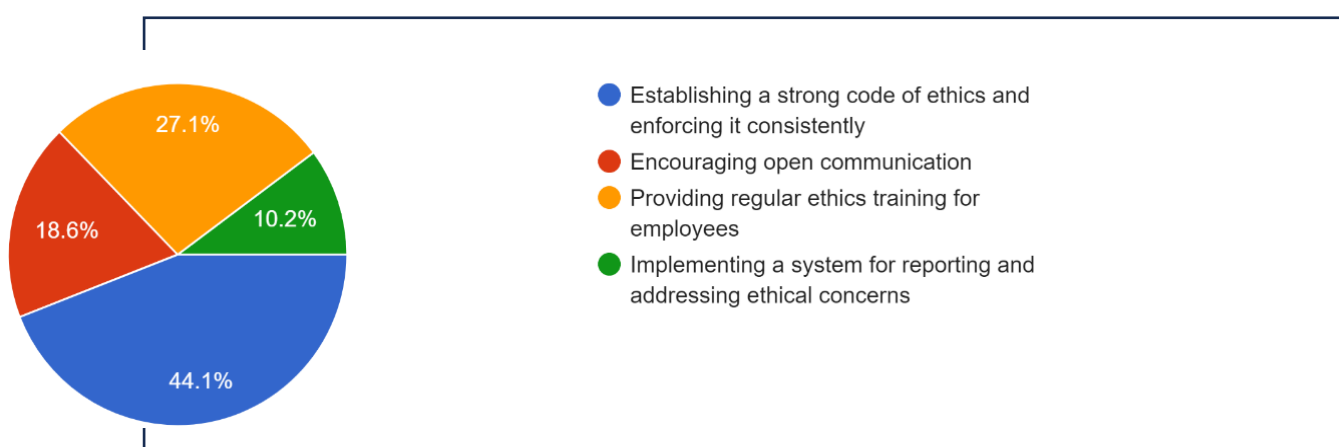 27.1%
10.2%
18.6%
44.1%
Establishing a strong code of ethics and
enforcing it consistently
Encouraging open communication
Providing regular ethics training for
employees
Implementing a system for reporting and
addressing ethical concerns